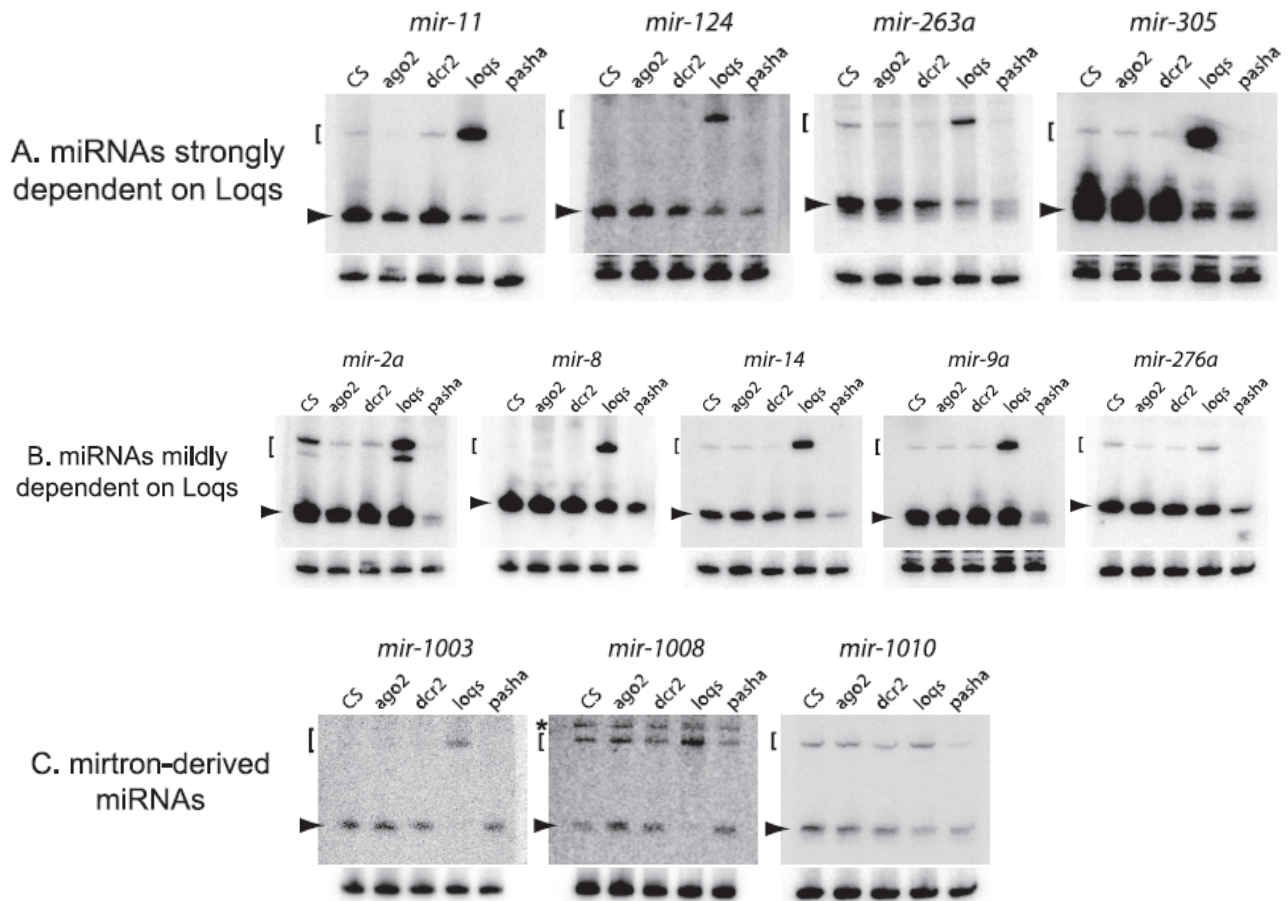 mir-11 mir-124 mir-263a mir-305
CS ago2 dcr2 loqs pasha CS ago2 dcr2 loqs pasha CS ago2 dcr2 loqs pasha CS ago2 dcr2 loqs pasha
[ [ [ [
A. miRNAs strongly
dependent on Loqs
mir-2a mir-8 mir-14 mir-9a mir-276a
CS ago2 dcr2 loqs pasha CS ago2 dcr2 loqs pasha CS ago2 dcr2 loqs pasha CS ago2 dcr2 loqs pasha CS ago2 dcr2 loqs pasha
[ [ [ [ [
B. miRNAs mildly
dependent on Loqs
mir-1003 mir-1008 mir-1010
CS ago2 dcr2 loqs pasha CS ago2 dcr2 loqs pasha CS ago2 dcr2 loqs pasha
*
[ [ [
C. mirtron-derived
miRNAs